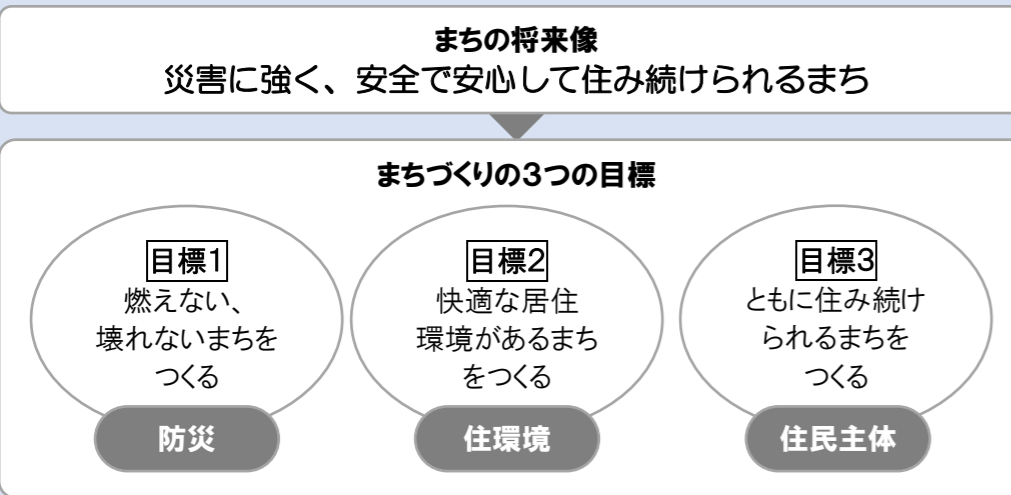 まちの将来像
災害に強く、安全で安心して住み続けられるまち
まちづくりの3つの目標
目標1
燃えない、
壊れないまちを
つくる
防災
目標2
快適な居住
環境があるまち
をつくる
住環境
目標3
ともに住み続け
られるまちを
つくる
住民主体